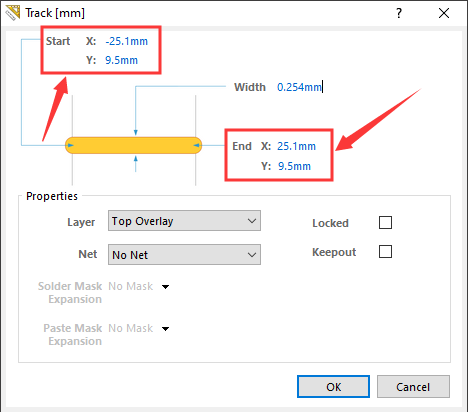 Track [mm]
?
Start X: -25.1mm
Y: 9.5mm
Width 0.254mm
End X: 25.1mm
Y: 9.5mm
Properties
Layer Top Overlay Locked
Net No Net Keepout
Solder Mask No Mask
Expansion
Paste Mask No Mask
Expansion
OK Cancel